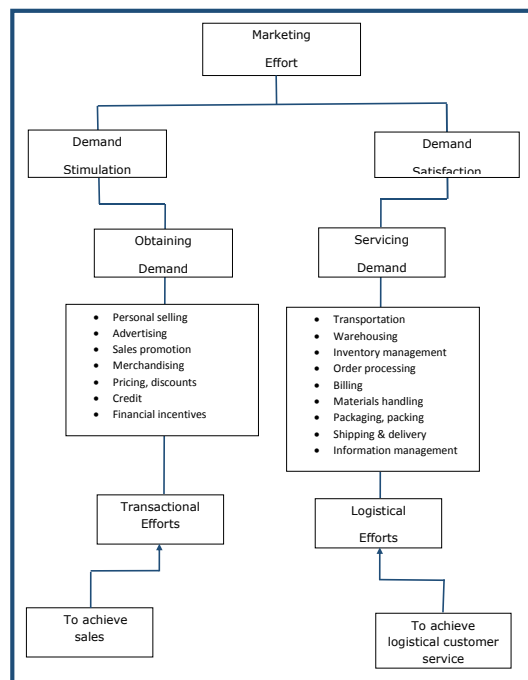 Marketing
Effort
Demand
Stimulation
Demand
Satisfaction
Obtaining
Demand
Servicing
Demand
• Personal selling
• Advertising
• Sales promotion
• Merchandising
• Pricing, discounts
• Credit
• Financial incentives
• Transportation
• Warehousing
• Inventory management
• Order processing
• Billing
• Materials handling
• Packaging, packing
• Shipping & delivery
• Information management
Transactional
Efforts
Logistical
Efforts
To achieve
sales
To achieve
logistical customer
service